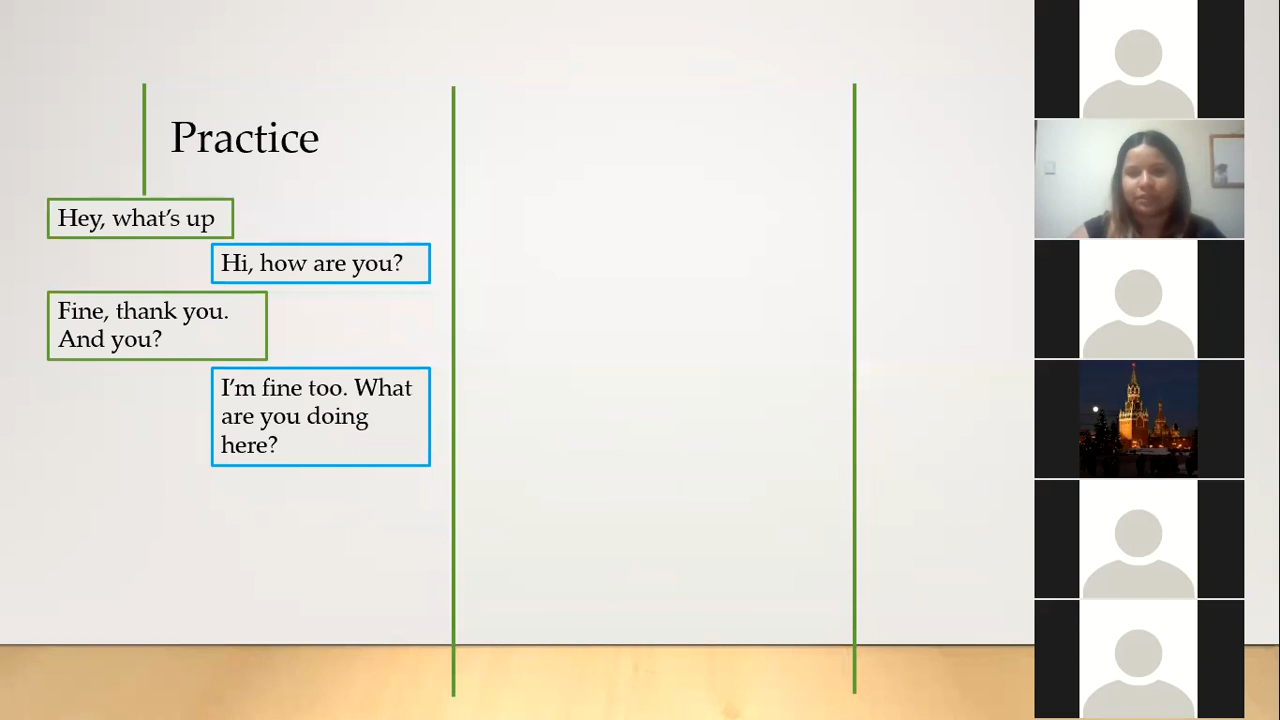 Practice
Hey, what's up
Hi, how are you?
Fine, thank you.
And you?
I'm fine too. What
are you doing
here?